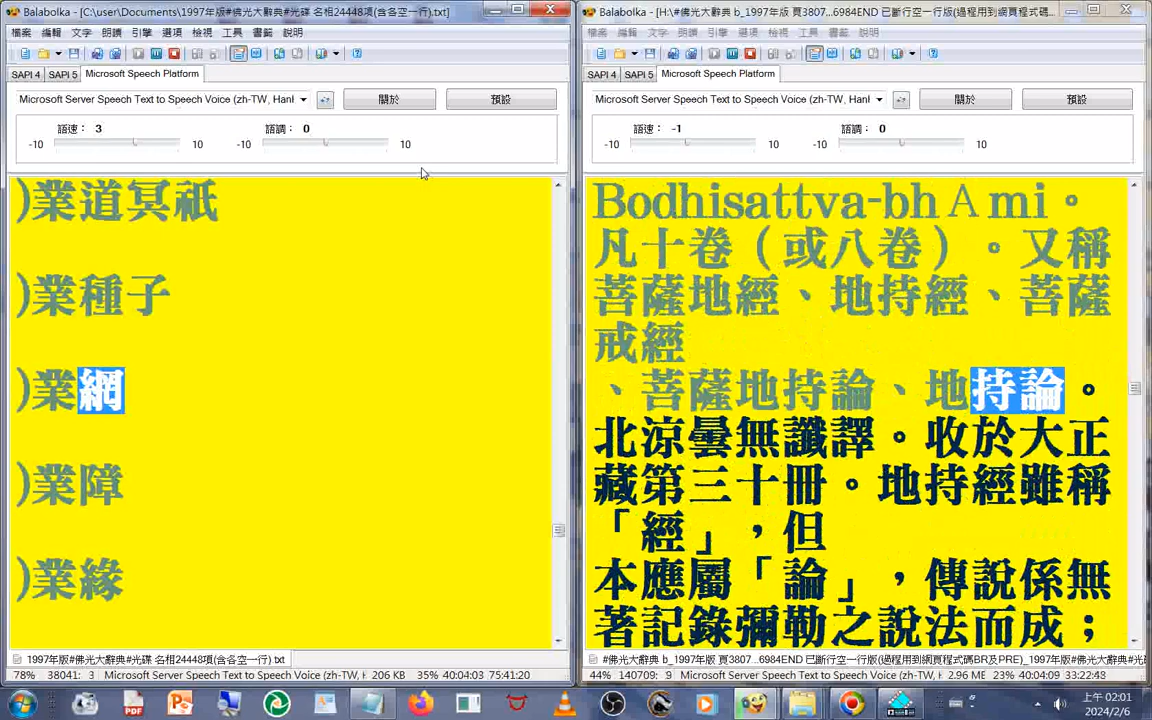 Balabolka - [C:\user\Documents\1997年版#佛光大辭典#光碟 名相24448項(含各空一行).txt]
檔案 編輯 文字 朗讀 引擎 選項 檢視 工具 書籤 說明
SAPI 4 SAPI 5 Microsoft Speech Platform
Microsoft Server Speech Text to Speech Voice (zh-TW, Hanl
關於 預設
語速： 3 語調： 0
-10 10 -10 10
)業道冥祇
)業種子
)業網
)業障
)業緣
1997年版#佛光大辭典#光碟 名相24448項(含各空一行).txt
78% 38041: 3 Microsoft Speech Platform: Microsoft Server Speech Text to Speech Voice (zh-TW, H 206 KB 35% 40:04:03 75:41:20
Balabolka - [H:\#佛光大辭典 b_1997年版 頁3807...6984END 已斷行空一行版(過程用到網頁程式碼...
檔案 編輯 文字 朗讀 引擎 選項 檢視 工具 書籤 說明
SAPI 4 SAPI 5 Microsoft Speech Platform
Microsoft Server Speech Text to Speech Voice (zh-TW, Hanl
關於 預設
語速： -1 語調： 0
-10 10 -10 10
Bodhisattva-bhＡmi。
凡十卷（或八卷）。又稱
菩薩地經、地持經、菩薩
戒經
、菩薩地持論、地持論。
北涼曇無讖譯。收於大正
藏第三十冊。地持經雖稱
「經」，但
本應屬「論」，傳說係無
著記錄彌勒之說法而成；
#佛光大辭典 b_1997年版 頁3807...6984END 已斷行空一行版(過程用到網頁程式碼BR及PRE)_1997年版#光
44% 140709: 9 Microsoft Speech Platform: Microsoft Server Speech Text to Speech Voice (zh-TW, H 2.96 ME 23% 40:04:09 33:22:48
上午 02:01
2024/2/6